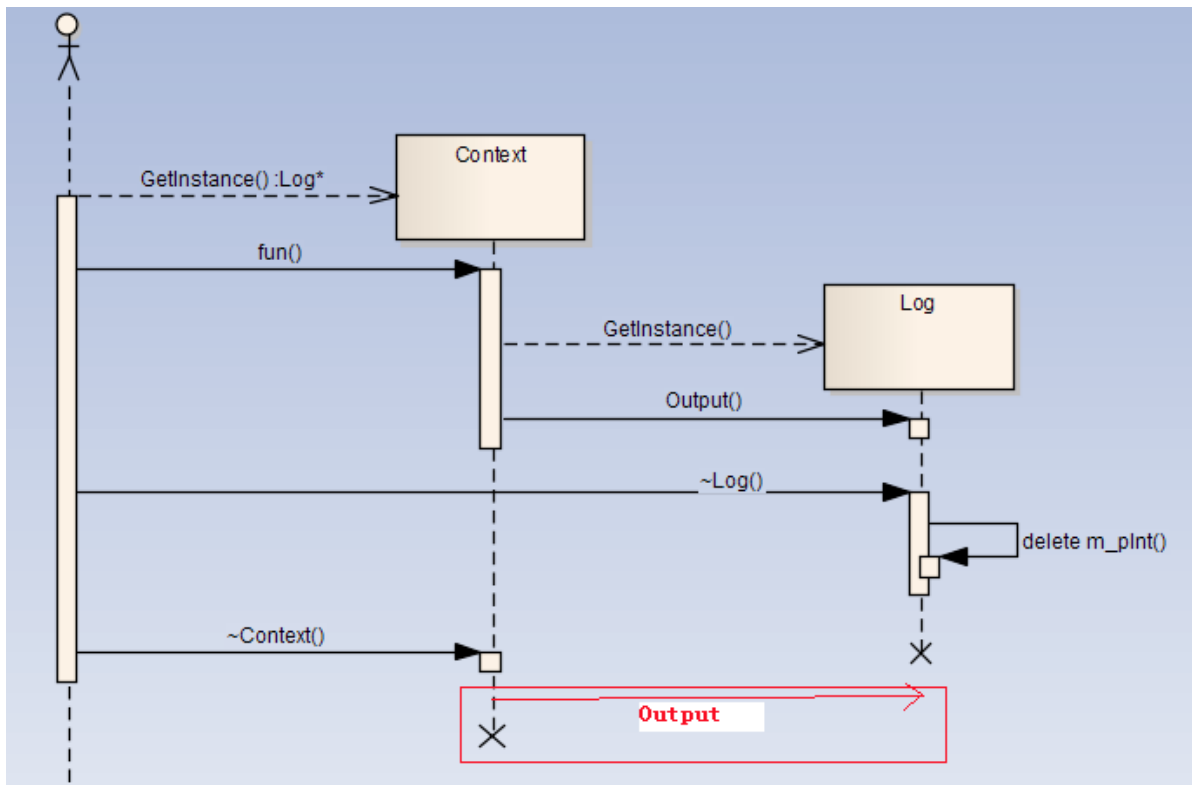 Context
GetInstance() :Log*
fun()
Log
GetInstance()
Output()
~Log()
delete m_pInt()
~Context()
Output